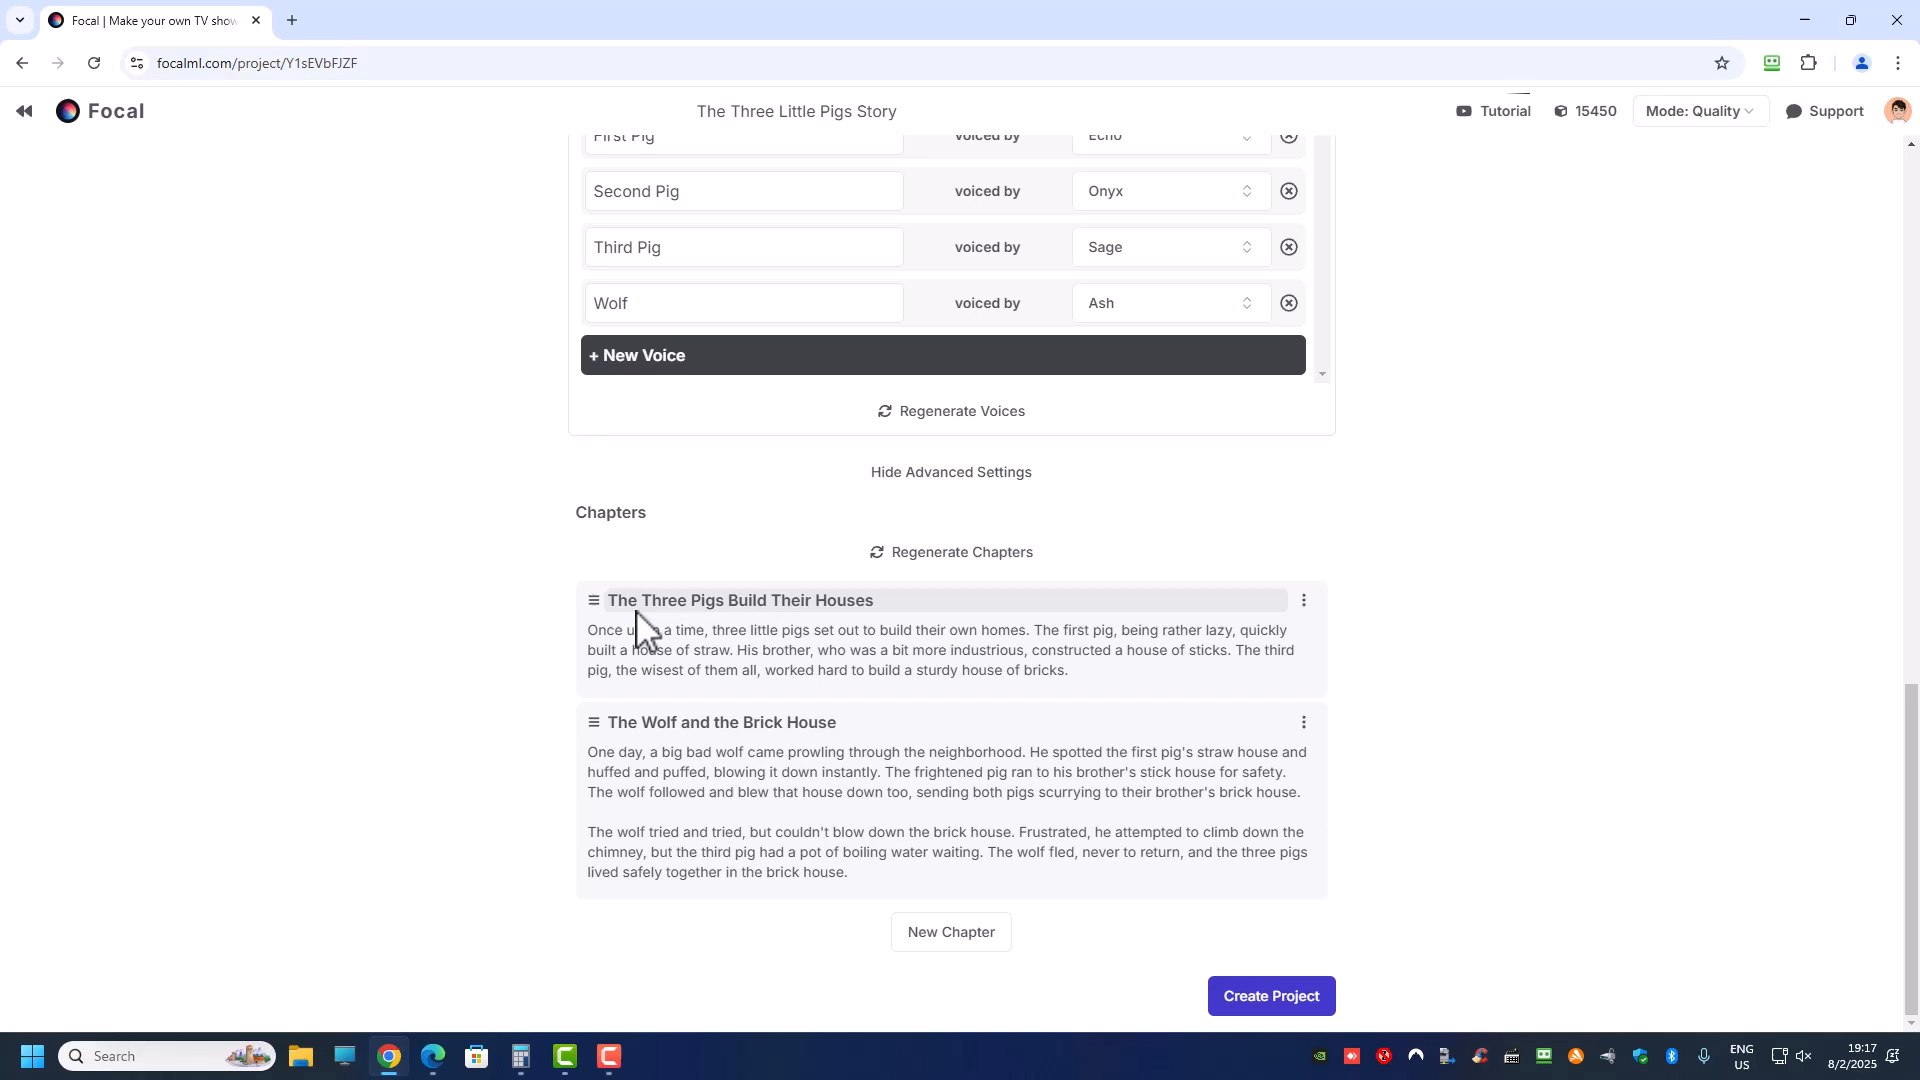 Focal | Make your own TV show
focalml.com/project/Y1sEVbFJZF
Focal
The Three Little Pigs Story
Tutorial
15450
Mode: Quality
Support
First Pig
voiced by
Echo
Second Pig
voiced by
Onyx
Third Pig
voiced by
Sage
Wolf
voiced by
Ash
+ New Voice
Regenerate Voices
Hide Advanced Settings
Chapters
Regenerate Chapters
The Three Pigs Build Their Houses
Once a time, three little pigs set out to build their own homes. The first pig, being rather lazy, quickly
built a house of straw. His brother, who was a bit more industrious, constructed a house of sticks. The third
pig, the wisest of them all, worked hard to build a sturdy house of bricks.
The Wolf and the Brick House
One day, a big bad wolf came prowling through the neighborhood. He spotted the first pig's straw house and
huffed and puffed, blowing it down instantly. The frightened pig ran to his brother's stick house for safety.
The wolf followed and blew that house down too, sending both pigs scurrying to their brother's brick house.
The wolf tried and tried, but couldn't blow down the brick house. Frustrated, he attempted to climb down the
chimney, but the third pig had a pot of boiling water waiting. The wolf fled, never to return, and the three pigs
lived safely together in the brick house.
New Chapter
Create Project
Search
ENG
US
19:17
8/2/2025